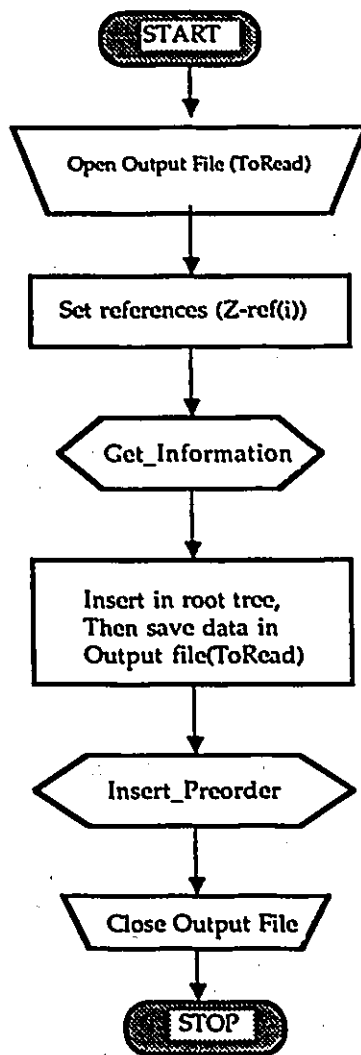 START
Open Output File (ToRead)
Set references (Z-ref(i))
Get_Information
Insert in root tree,
Then save data in
Output file(ToRead)
Insert_Preorder
Close Output File
STOP